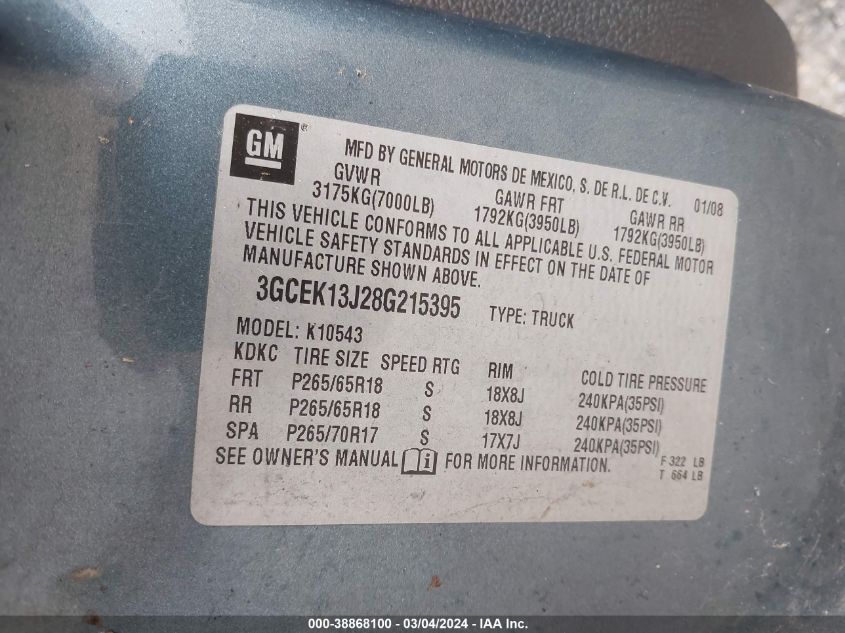 GM ®
MFD BY GENERAL MOTORS DE MEXICO, S. DE R.L. DE C.V. 01/08
GVWR GAWR FRT GAWR RR
3175KG(7000LB) 1792KG(3950LB) 1792KG(3950LB)
THIS VEHICLE CONFORMS TO ALL APPLICABLE U.S. FEDERAL MOTOR
VEHICLE SAFETY STANDARDS IN EFFECT ON THE DATE OF
MANUFACTURE SHOWN ABOVE.
3GCEK13J28G215395 TYPE: TRUCK
MODEL: K10543
KDKC TIRE SIZE SPEED RTG RIM COLD TIRE PRESSURE
FRT P265/65R18 S 18X8J 240KPA(35PSI)
RR P265/65R18 S 18X8J 240KPA(35PSI)
SPA P265/70R17 S 17X7J 240KPA(35PSI)
SEE OWNER'S MANUAL i FOR MORE INFORMATION.
F 322 LB
T 664 LB
000-38868100 - 03/04/2024 - IAA Inc.